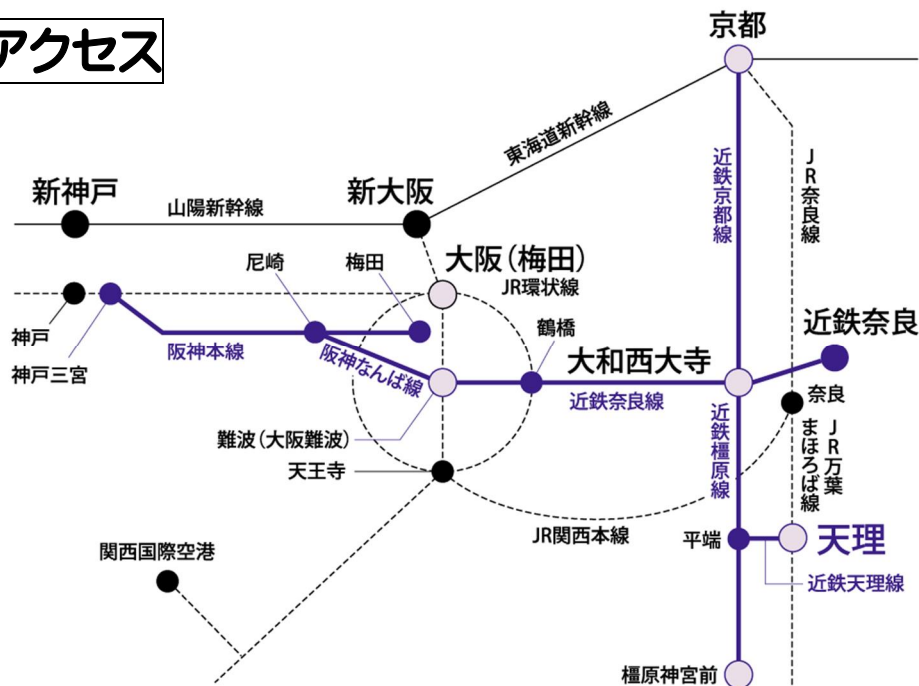 アクセス
京都
東海道新幹線
近鉄京都線
JR奈良線
新神戸
山陽新幹線
新大阪
尼崎
梅田
大阪(梅田)
JR環状線
鶴橋
近鉄奈良
神戸
神戸三宮
阪神本線
阪神なんば線
大和西大寺
近鉄奈良線
奈良
難波(大阪難波)
天王寺
近鉄橿原線
JR万葉
まほろば線
JR関西本線
平端
天理
関西国際空港
近鉄天理線
橿原神宮前